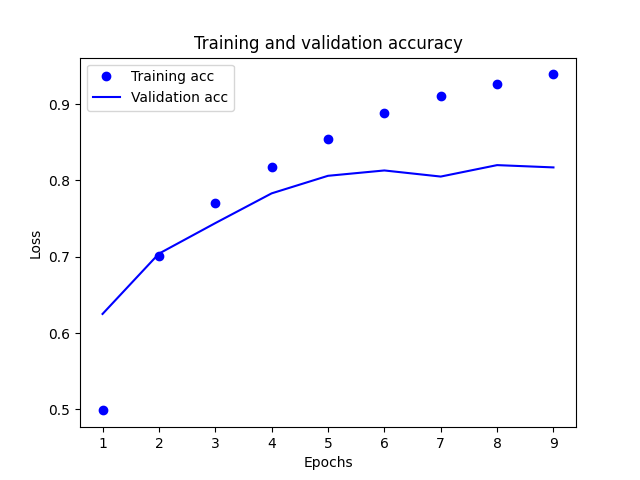 Training and validation accuracy
Training acc
Validation acc
0.9
0.8
0.7
0.6
0.5
Loss
1 2 3 4 5 6 7 8 9
Epochs